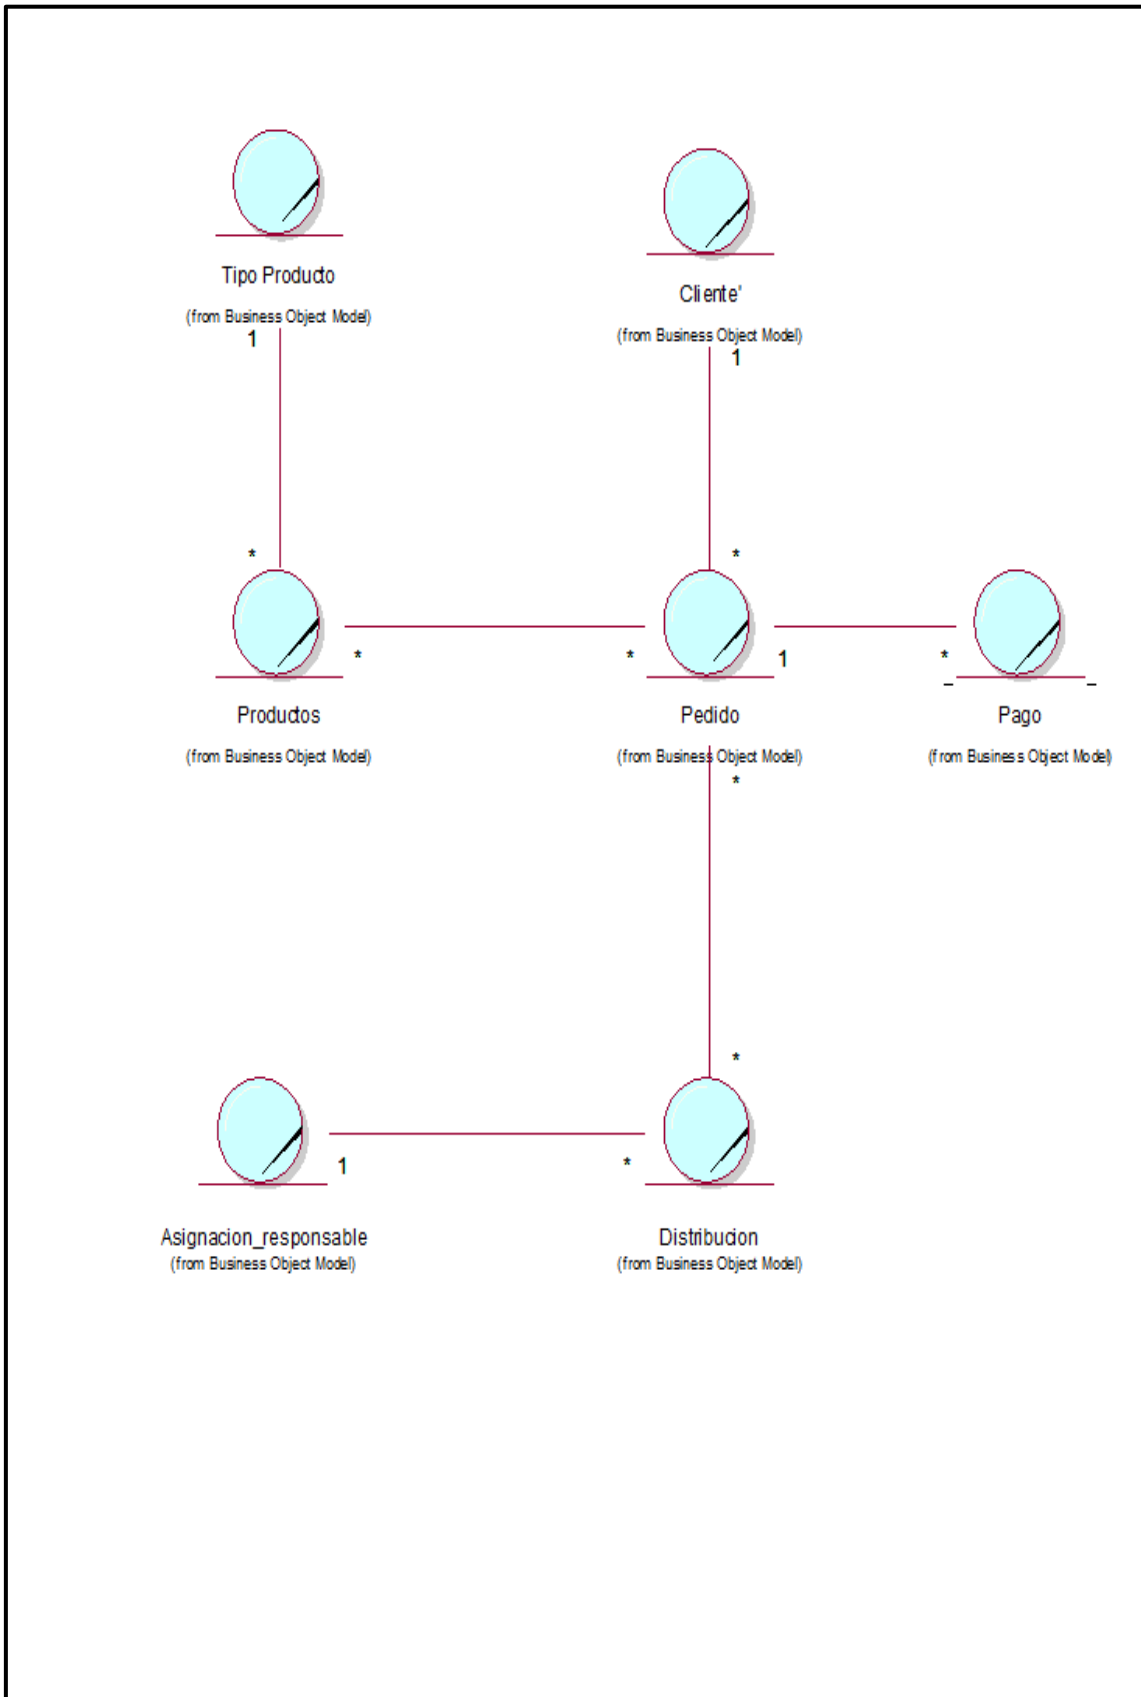 Tipo Producto
(from Business Object Model)
1
Cliente'
(from Business Object Model)
1
*
*
*
*
1
*
Productos
(from Business Object Model)
Pedido
(from Business Object Model)
*
Pago
(from Business Object Model)
*
1
*
Asignacion_responsable
(from Business Object Model)
Distribucion
(from Business Object Model)